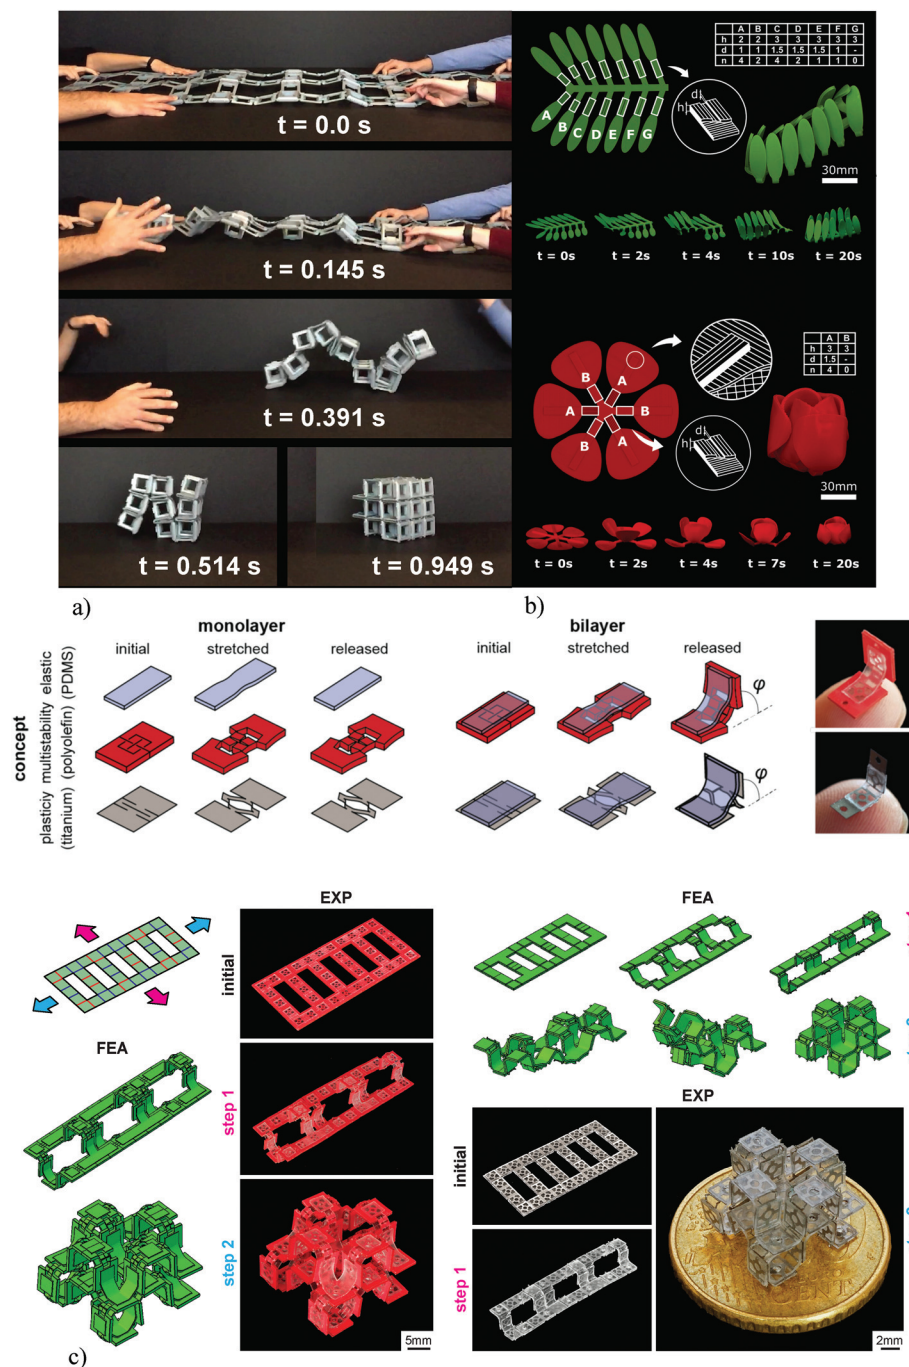 t = 0.0 s
t = 0.145 s
t = 0.391 s
t = 0.514 s
t = 0.949 s
a)
A B C D E F G
h 2 2 3 3 3 3 3
d 1 1 1.5 1.5 1.5 1 -
n 4 2 4 2 1 1 0
d
h
A B C D E F G
30mm
t = 0s t = 2s t = 4s t = 10s t = 20s
A B
h 3 3
d 1.5 -
n 4 0
B A
A B
B A
d
h
30mm
t = 0s t = 2s t = 4s t = 7s t = 20s
b)
monolayer
initial stretched released
bilayer
initial stretched released
concept
plasticiy multistability elastic
(titanium) (polyolefin) (PDMS)
φ
φ
EXP
initial
FEA
step 1
step 2
5mm
FEA
EXP
initial
step 1
CENT
2mm
c)